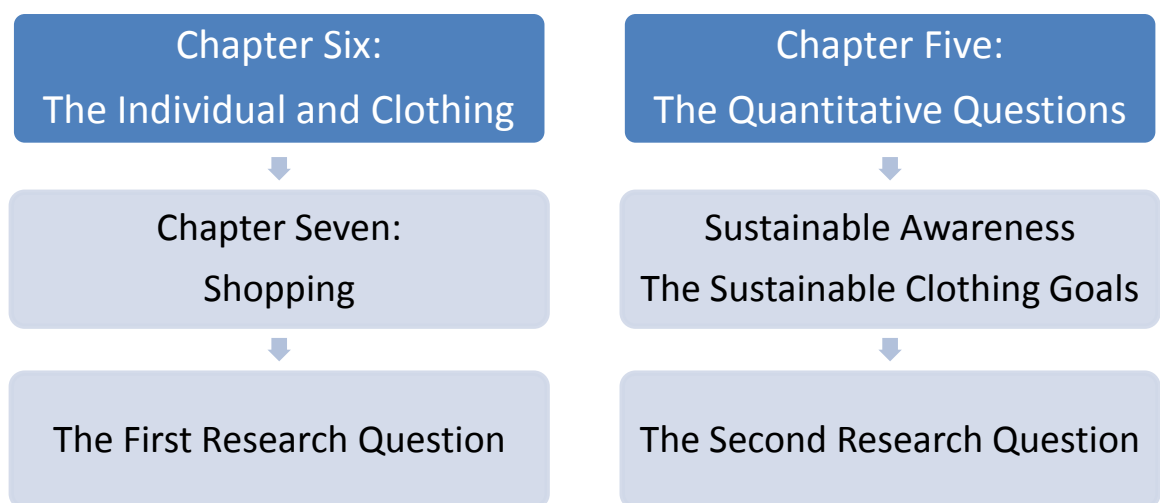 Chapter Six:
The Individual and Clothing
Chapter Seven:
Shopping
The First Research Question
Chapter Five:
The Quantitative Questions
Sustainable Awareness
The Sustainable Clothing Goals
The Second Research Question